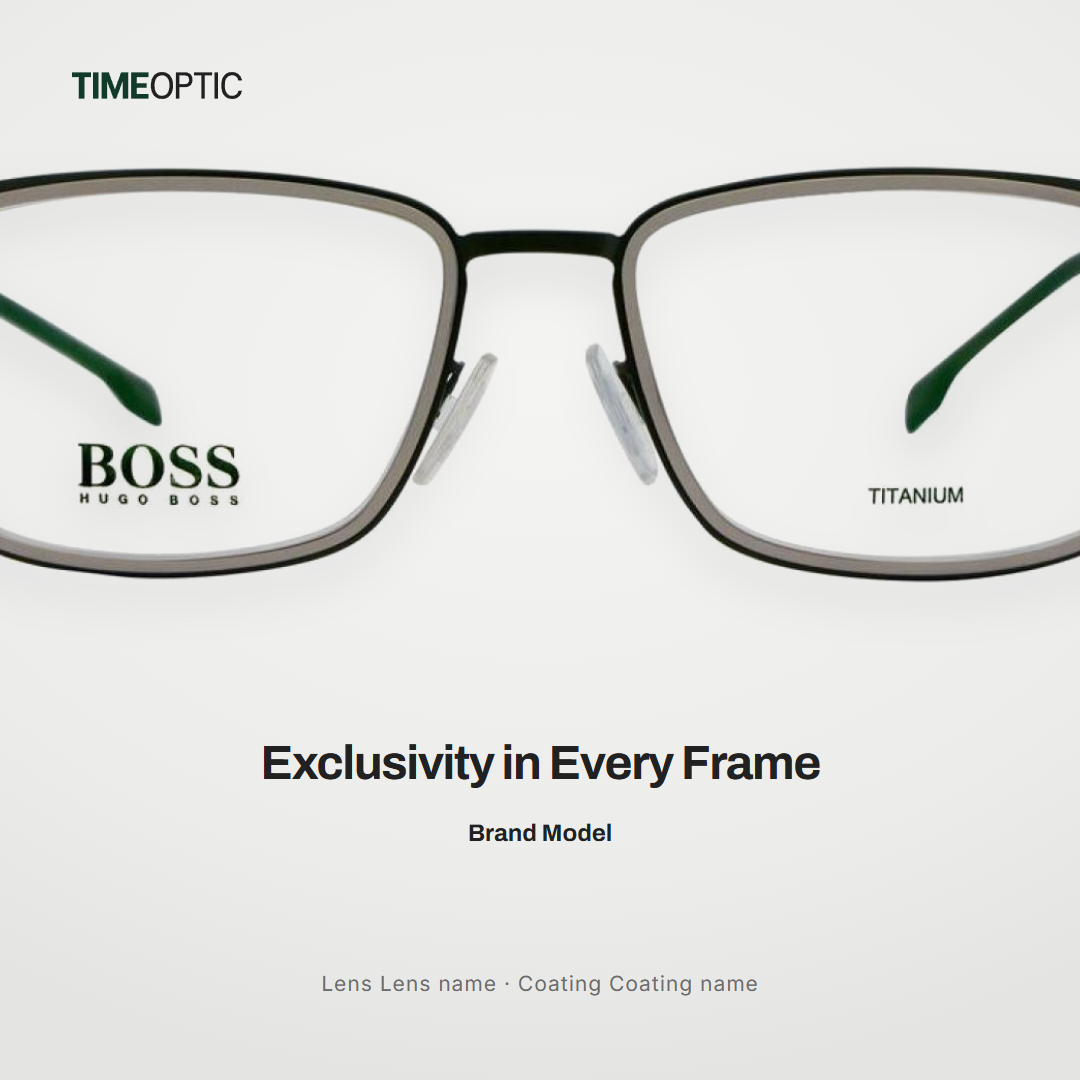 TIMEOPTIC
BOSS
HUGO BOSS
TITANIUM
Exclusivity in Every Frame
Brand Model
Lens Lens name · Coating Coating name